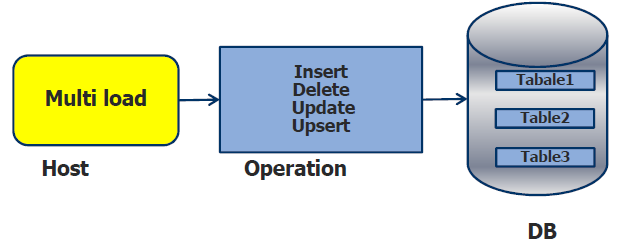 Multi load
Host
Insert
Delete
Update
Upsert
Operation
Tabale1
Table2
Table3
DB